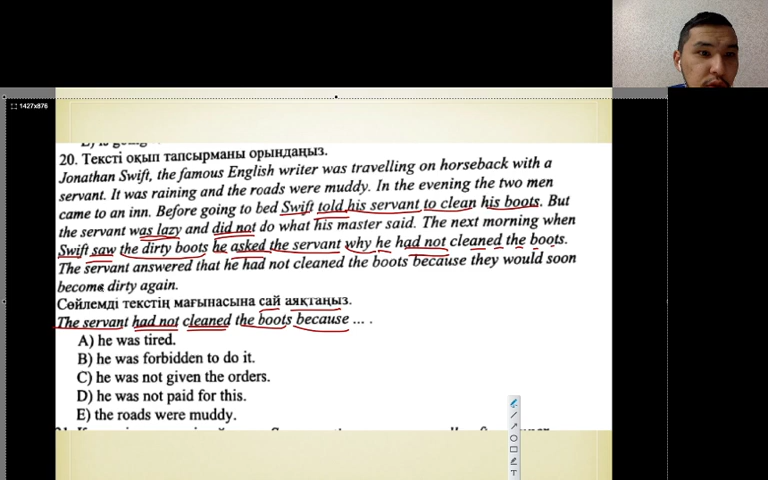 1427x876
20. Тексті оқып тапсырманы орындаңыз.
Jonathan Swift, the famous English writer was travelling on horseback with a
servant. It was raining and the roads were muddy. In the evening the two men
came to an inn. Before going to bed Swift told his servant to clean his boots. But
the servant was lazy and did not do what his master said. The next morning when
Swift saw the dirty boots he asked the servant why he had not cleaned the boots.
The servant answered that he had not cleaned the boots because they would soon
become dirty again.
Сөйлемді текстің мағынасына сай аяқтаңыз.
The servant had not cleaned the boots because ... .
A) he was tired.
B) he was forbidden to do it.
C) he was not given the orders.
D) he was not paid for this.
E) the roads were muddy.